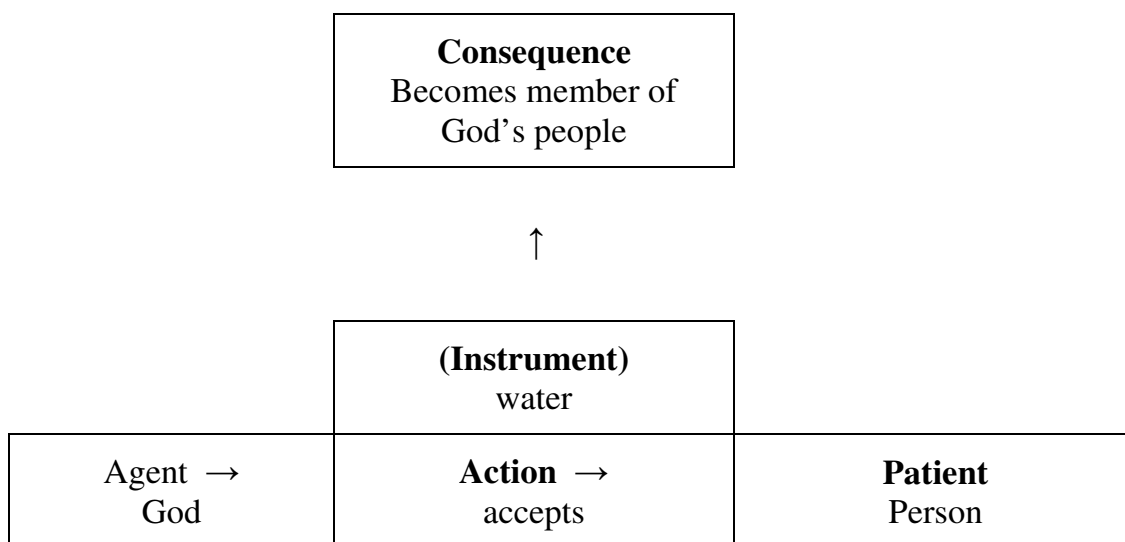 Consequence
Becomes member of
God’s people
↑
(Instrument)
water
Agent → Action → Patient
God accepts Person